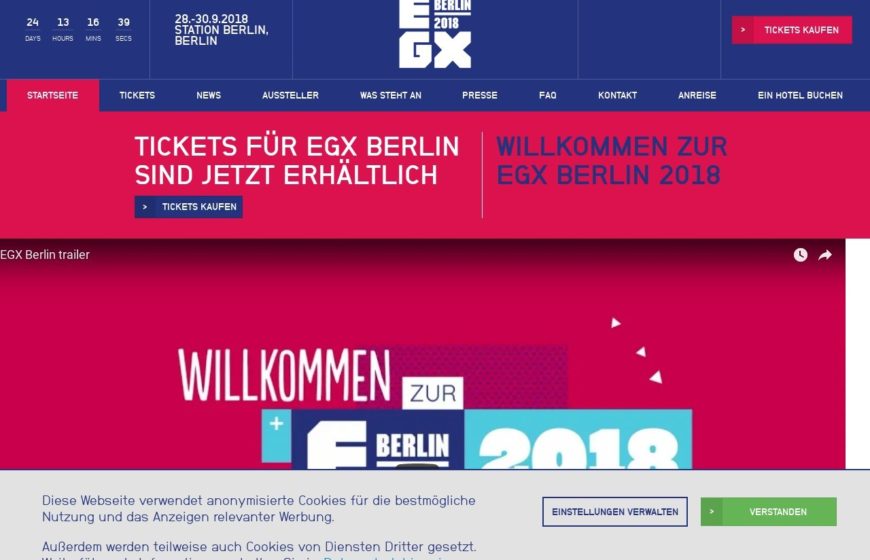 24 13 16 39
DAYS HOURS MINS SECS
28.-30.9.2018
STATION BERLIN,
BERLIN
BERLIN
2018
EGX
> TICKETS KAUFEN
STARTSEITE TICKETS NEWS AUSSTELLER WAS STEHT AN PRESSE FAQ KONTAKT ANREISE EIN HOTEL BUCHEN
TICKETS FÜR EGX BERLIN
SIND JETZT ERHÄLTLICH
> TICKETS KAUFEN
WILLKOMMEN ZUR
EGX BERLIN 2018
EGX Berlin trailer
WILLKOMMEN
ZUR
BERLIN
2018
Diese Webseite verwendet anonymisierte Cookies für die bestmögliche
Nutzung und das Anzeigen relevanter Werbung.
Außerdem werden teilweise auch Cookies von Diensten Dritter gesetzt.
EINSTELLUNGEN VERWALTEN
> VERSTANDEN